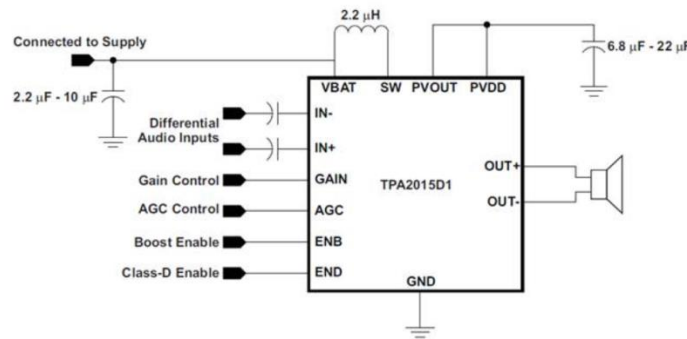 2.2 µH
Connected to Supply
6.8 µF - 22 µF
2.2 µF - 10 µF
VBAT SW PVOUT PVDD
Differential
Audio Inputs
IN-
IN+
Gain Control
GAIN
TPA2015D1
OUT+
OUT-
AGC Control
AGC
Boost Enable
ENB
Class-D Enable
END
GND